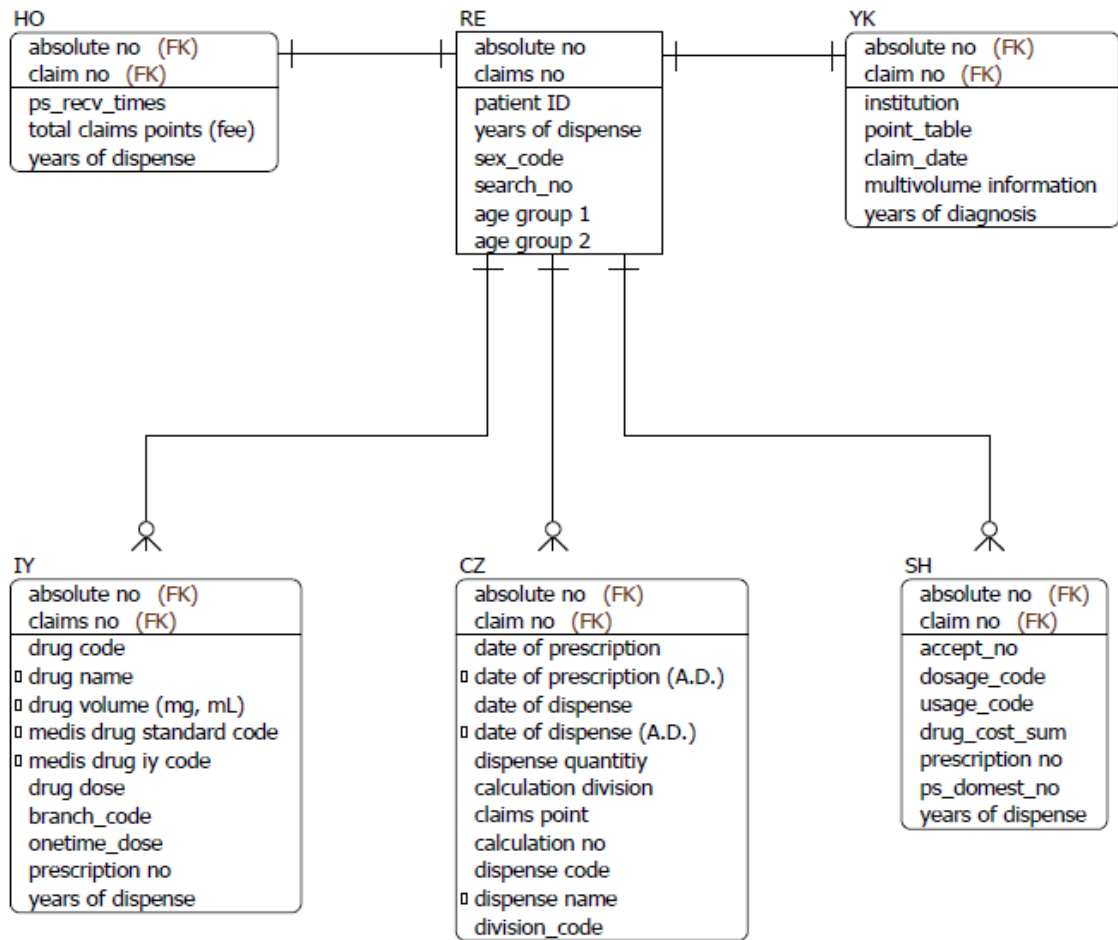 HO
absolute no (FK)
claim no (FK)
ps_recv_times
total claims points (fee)
years of dispense
RE
absolute no
claims no
patient ID
years of dispense
sex_code
search_no
age group 1
age group 2
YK
absolute no (FK)
claim no (FK)
institution
point_table
claim_date
multivolume information
years of diagnosis
IY
absolute no (FK)
claims no (FK)
drug code
drug name
drug volume (mg, mL)
medis drug standard code
medis drug iy code
drug dose
branch_code
onetime_dose
prescription no
years of dispense
CZ
absolute no (FK)
claim no (FK)
date of prescription
date of prescription (A.D.)
date of dispense
date of dispense (A.D.)
dispense quantitiy
calculation division
claims point
calculation no
dispense code
dispense name
division_code
SH
absolute no (FK)
claim no (FK)
accept_no
dosage_code
usage_code
drug_cost_sum
prescription no
ps_domest_no
years of dispense